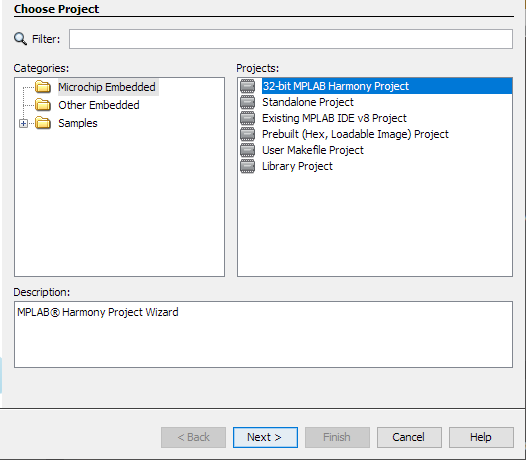 Choose Project
Filter:
Categories:
Microchip Embedded
Other Embedded
Samples
Projects:
32-bit MPLAB Harmony Project
Standalone Project
Existing MPLAB IDE v8 Project
Prebuilt (Hex, Loadable Image) Project
User Makefile Project
Library Project
Description:
MPLAB® Harmony Project Wizard
< Back
Next >
Finish
Cancel
Help